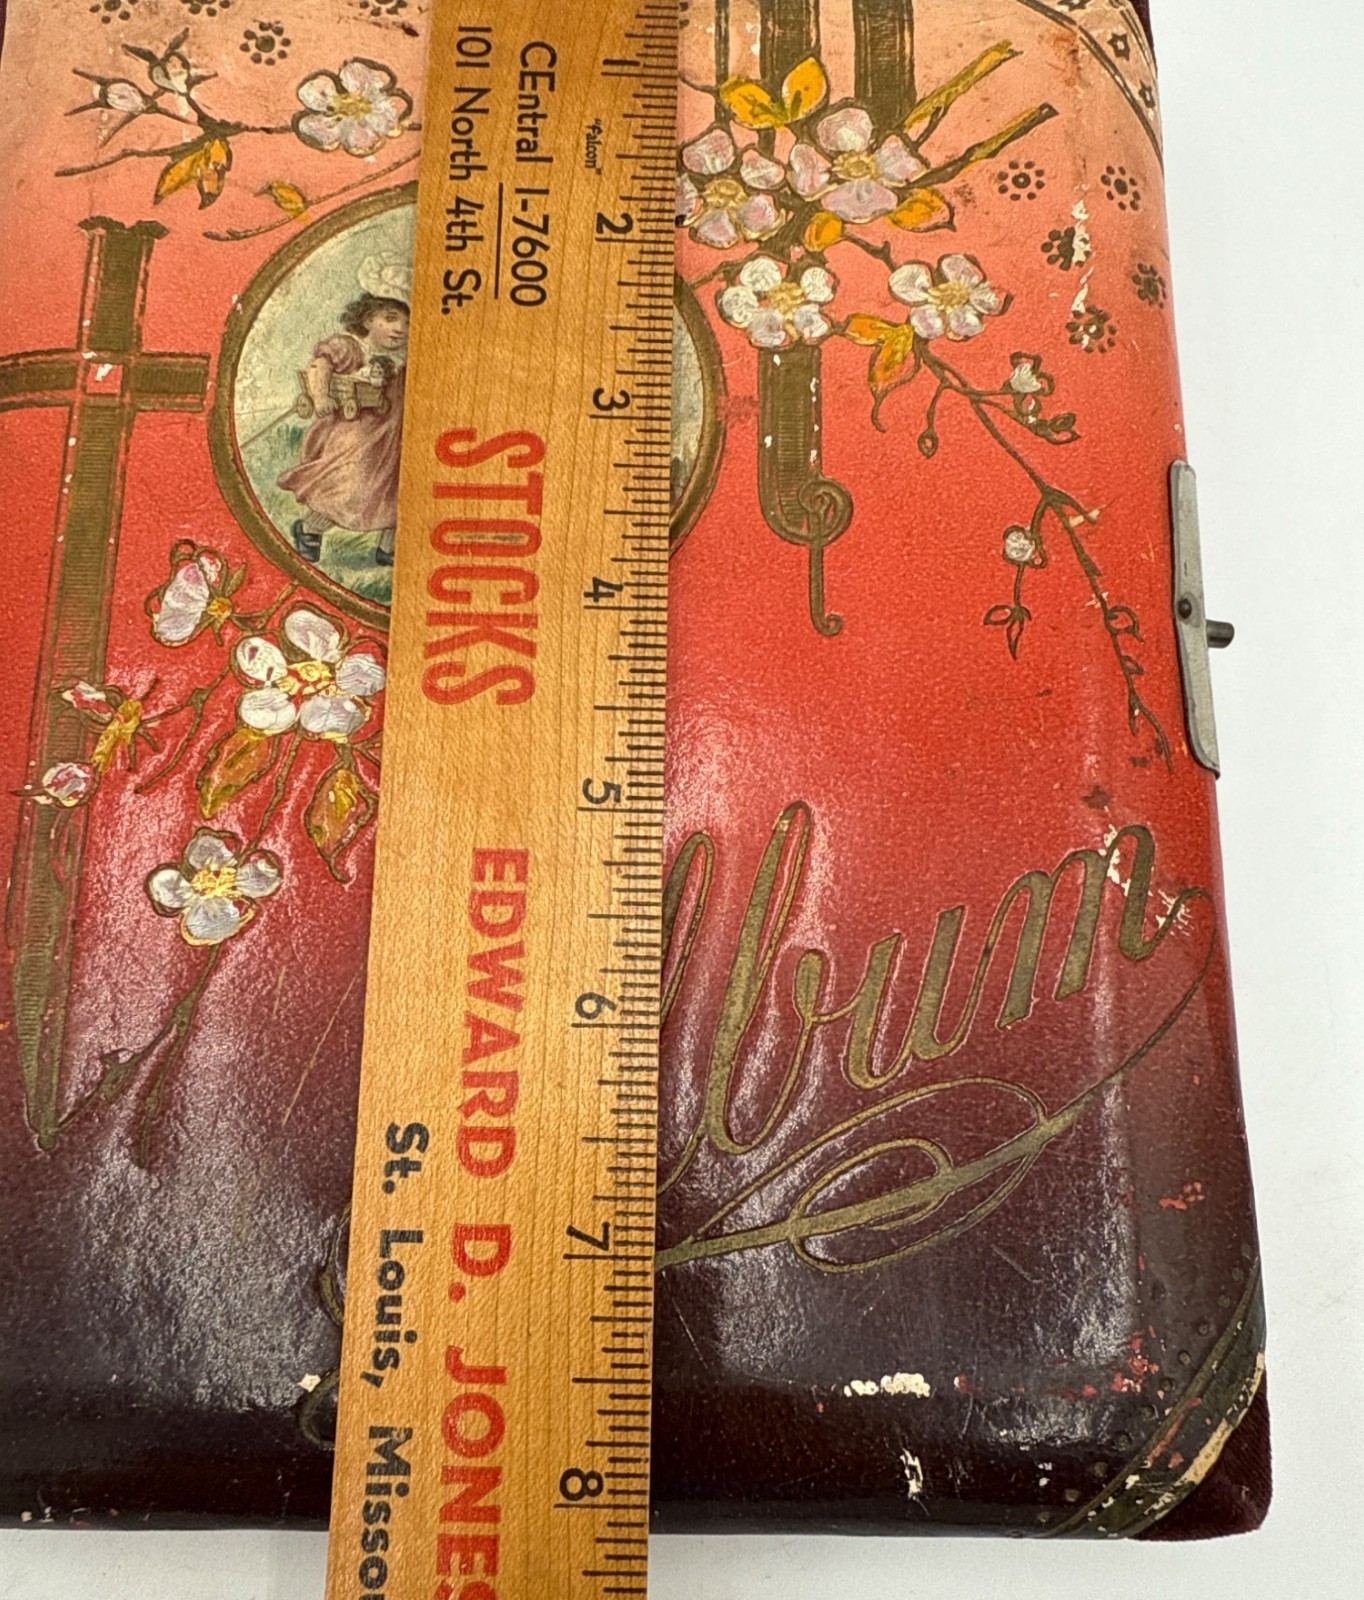 CEntral 1-7600
101 North 4th St.
"Falcon"
STOCKS
EDWARD D. JONES
St. Louis, Missou
1
2
3
4
5
6
7
8
lbum